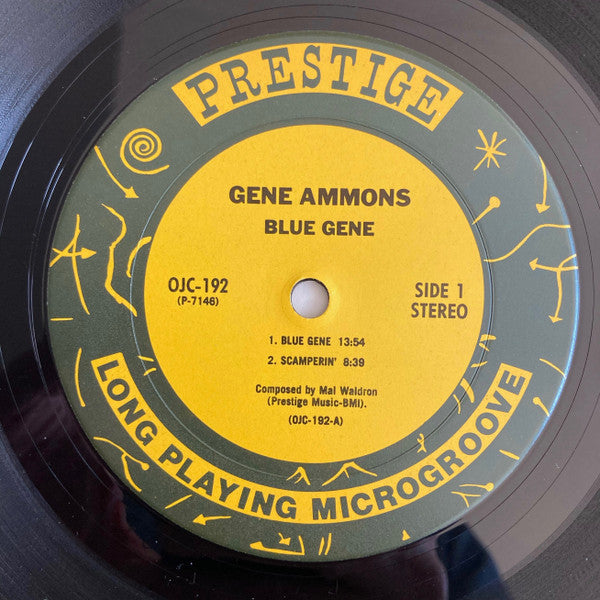 PRESTIGE
GENE AMMONS
BLUE GENE
OJC-192
(P-7146)
SIDE 1
STEREO
1. BLUE GENE 13:54
2. SCAMPERIN' 8:39
Composed by Mal Waldron
(Prestige Music-BMI).
(OJC-192-A)
LONG PLAYING MICROGROOVE